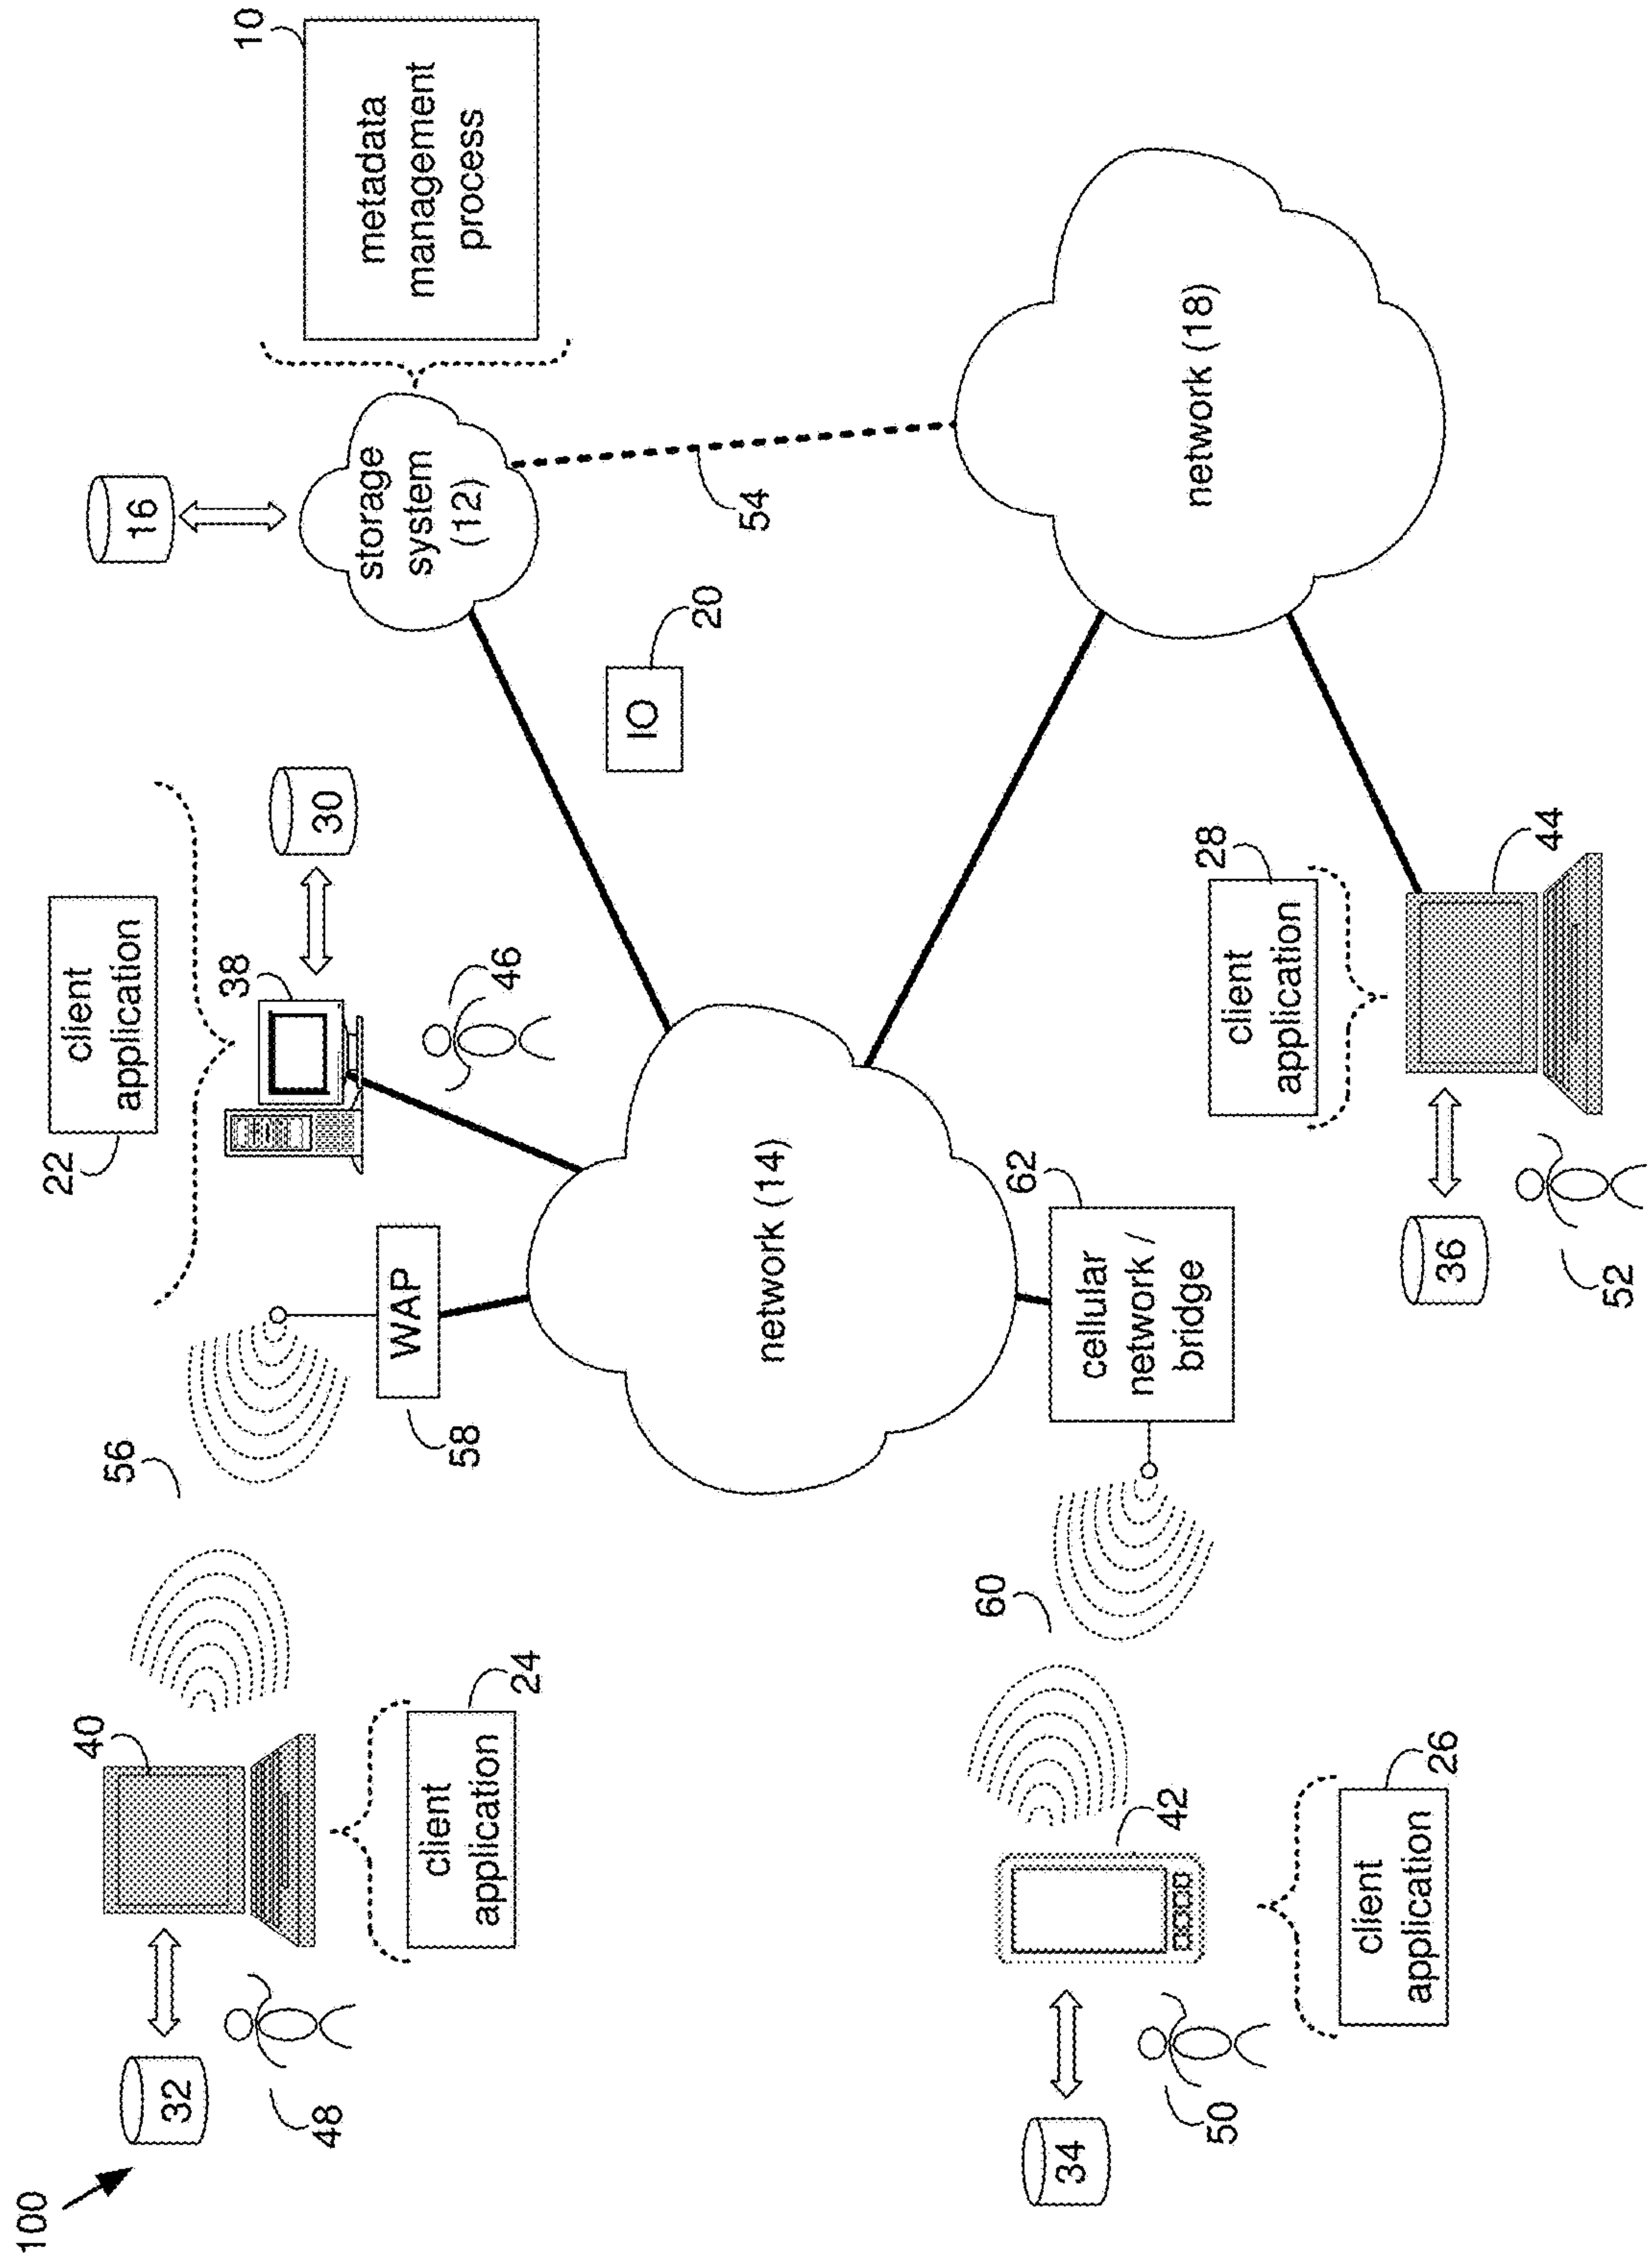 100
32
48
40
client
application
24
56
WAP
58
client
application
22
38
30
46
16
storage
system
(12)
metadata
management
process
10
IO
20
54
network (14)
network (18)
34
50
42
client
application
26
60
cellular
network /
bridge
62
36
52
client
application
28
44